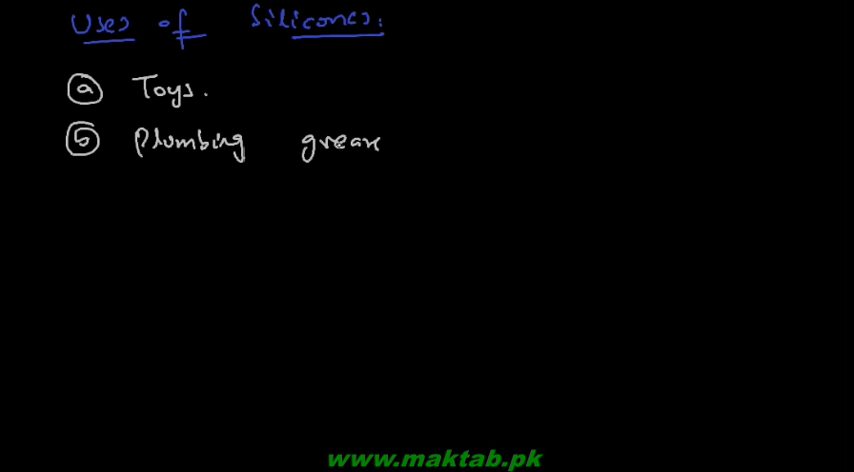 Uses of Silicones:
(a) Toys.
(b) Plumbing grease
www.maktab.pk